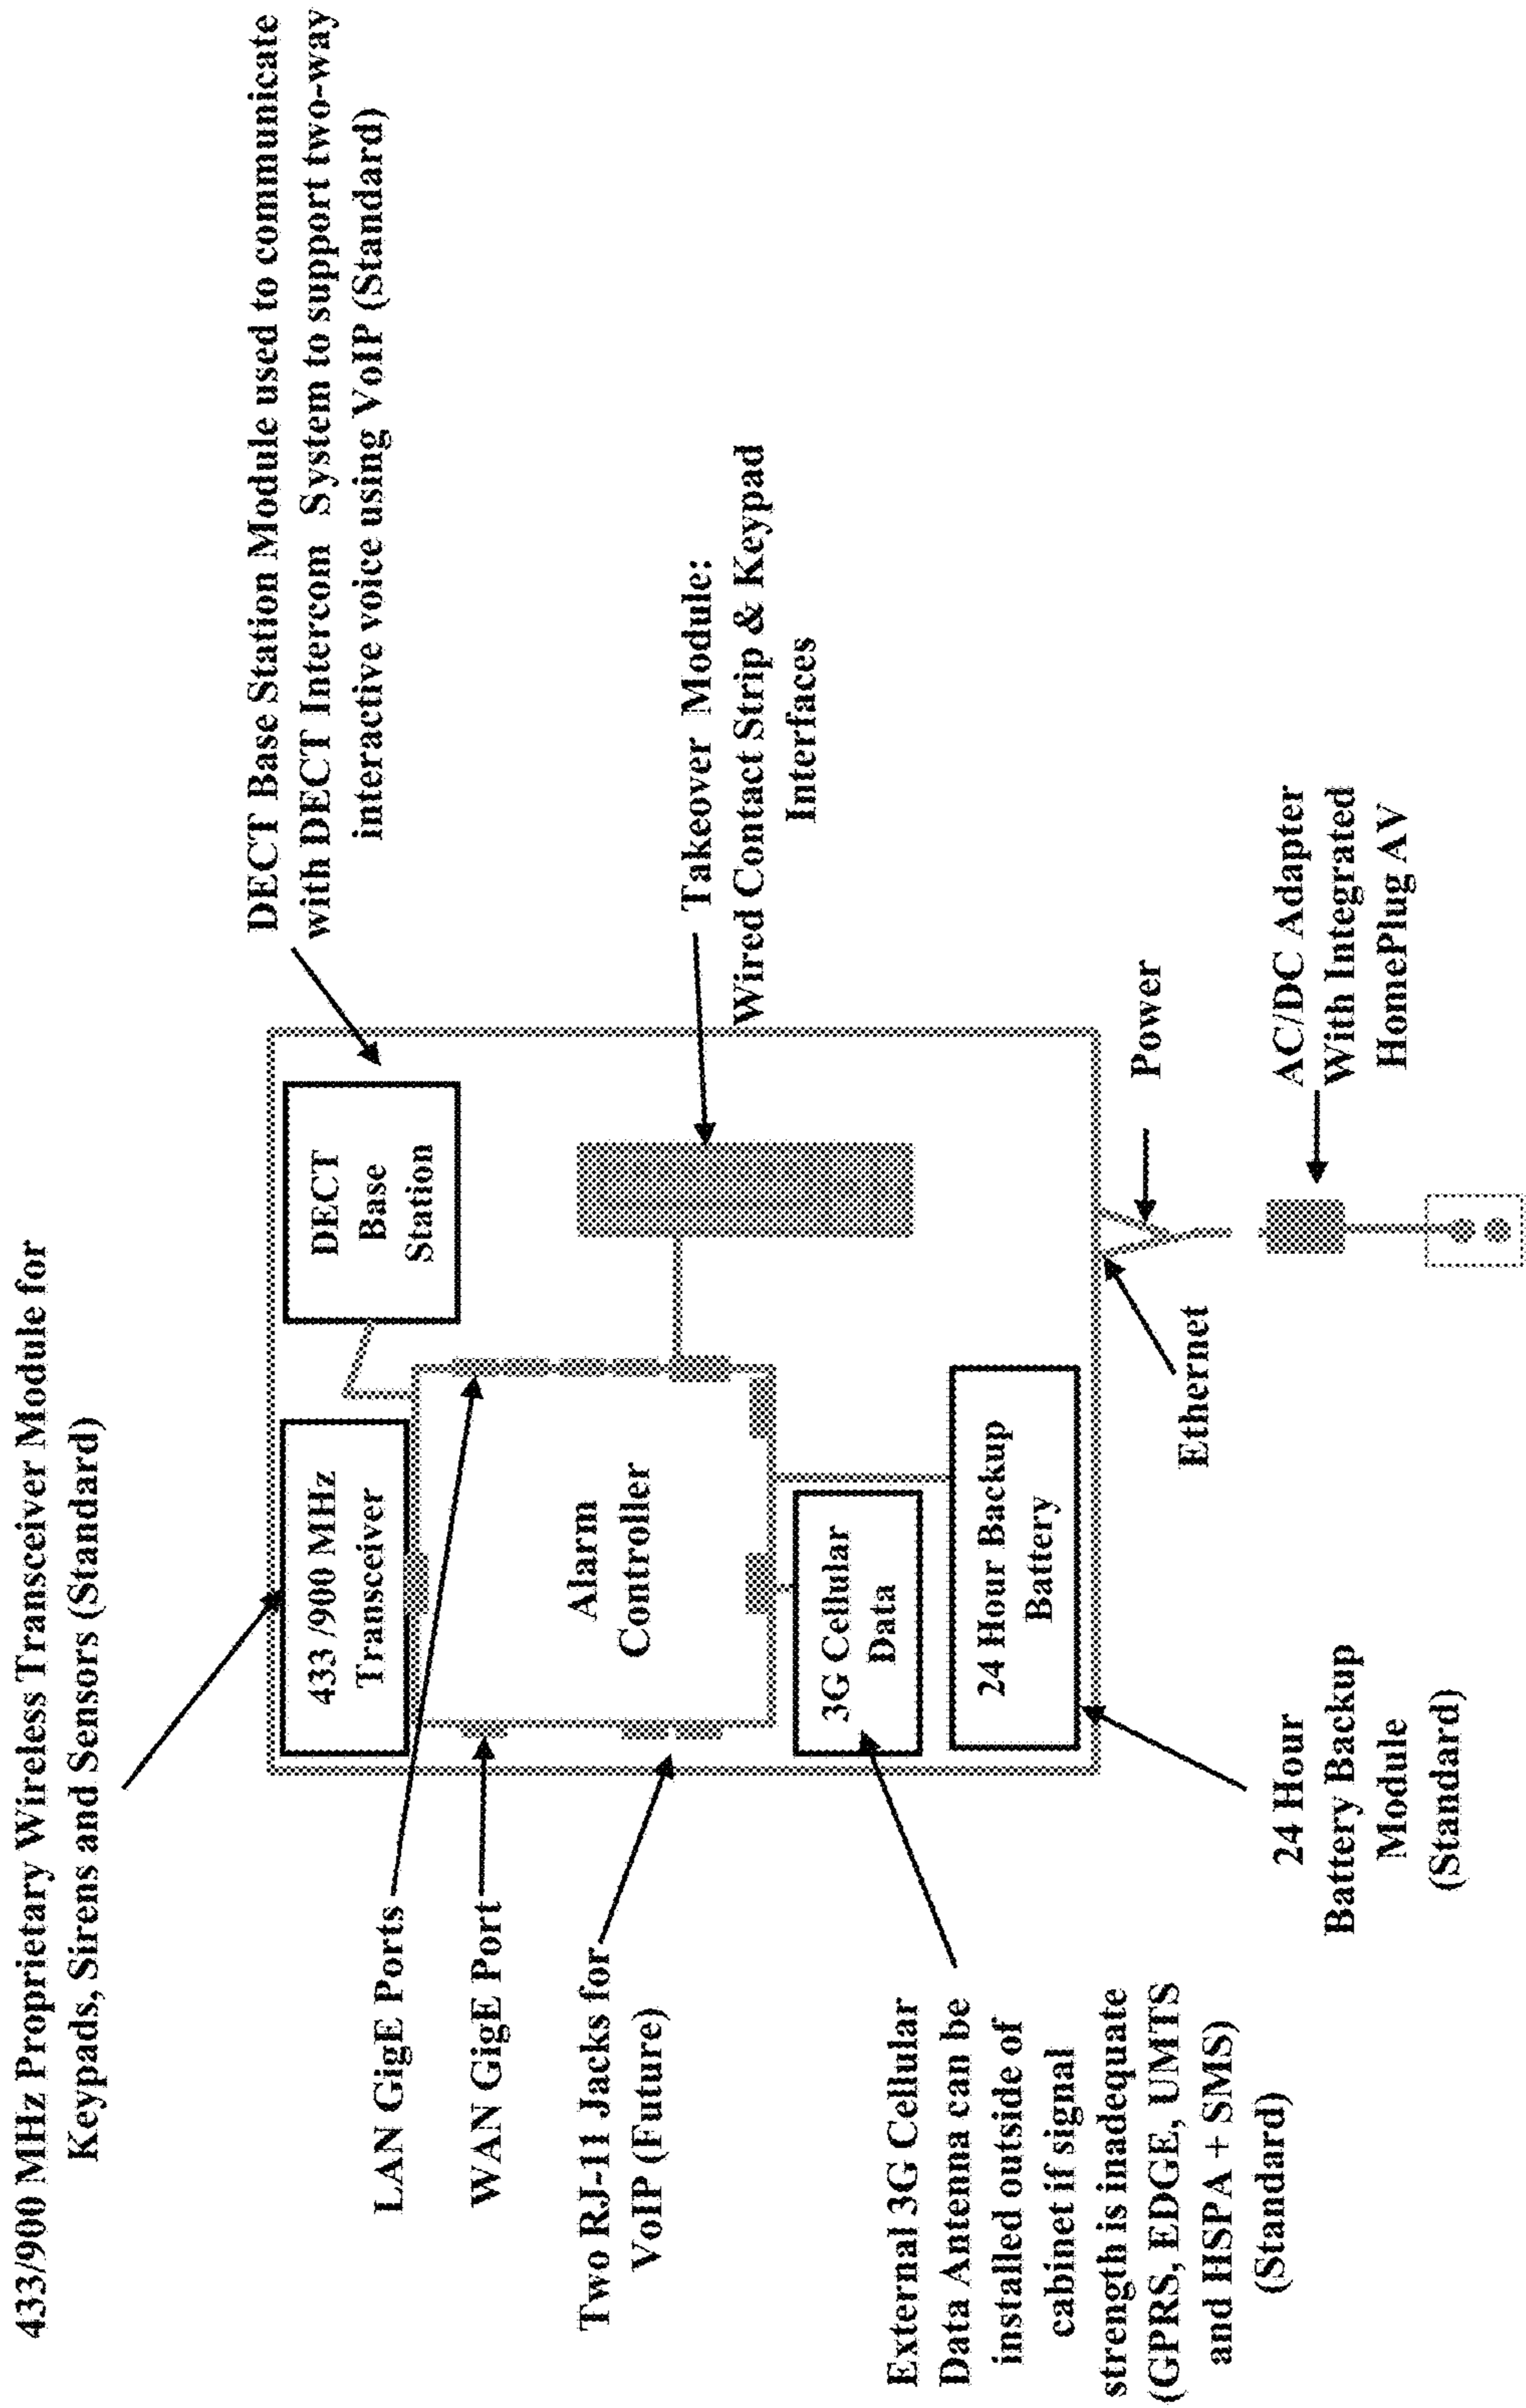 433/900 MHz Proprietary Wireless Transceiver Module for
Keypads, Sirens and Sensors (Standard)
DECT Base Station Module used to communicate
with DECT Intercom System to support two-way
interactive voice using VoIP (Standard)
LAN GigE Ports
WAN GigE Port
Two RJ-11 Jacks for
VoIP (Future)
External 3G Cellular
Data Antenna can be
installed outside of
cabinet if signal
strength is inadequate
(GPRS, EDGE, UMTS
and HSPA + SMS)
(Standard)
433 /900 MHz
Transceiver
DECT
Base
Station
Alarm
Controller
3G Cellular
Data
24 Hour Backup
Battery
Takeover Module:
Wired Contact Strip & Keypad
Interfaces
24 Hour
Battery Backup
Module
(Standard)
Ethernet
Power
AC/DC Adapter
With Integrated
HomePlug AV